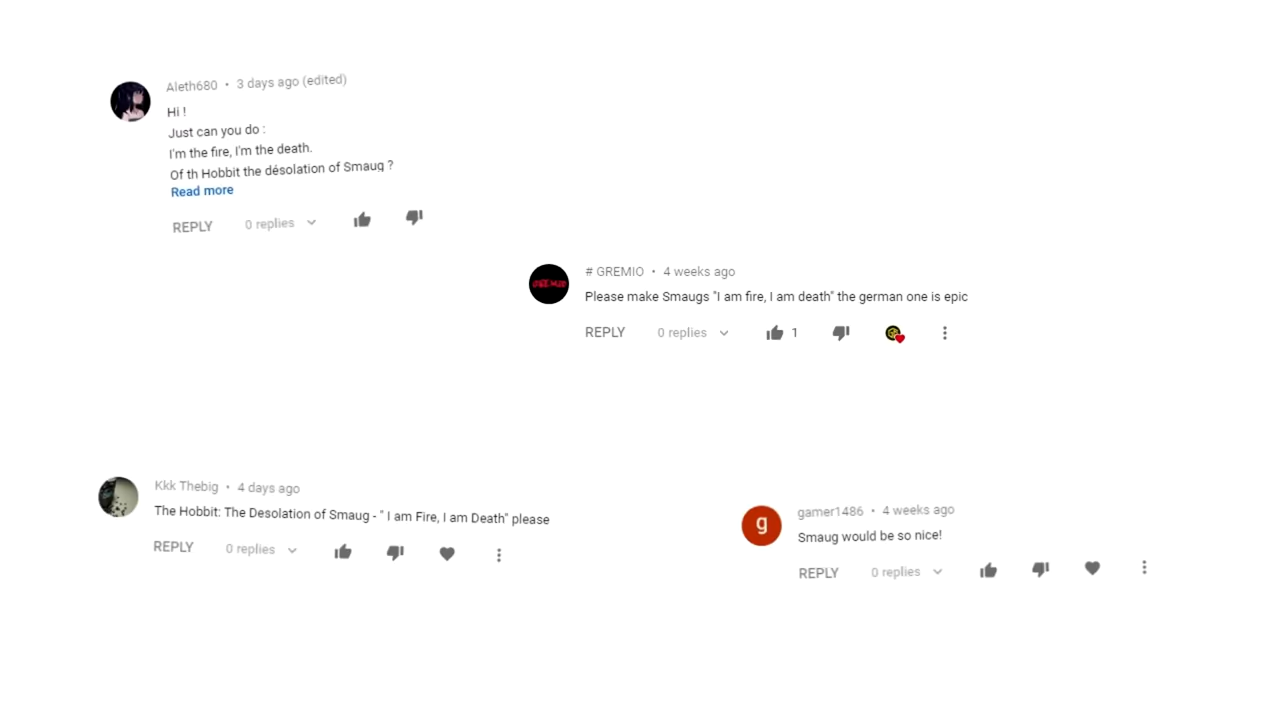 Aleth680 • 3 days ago (edited)
Hi !
Just can you do :
I'm the fire, I'm the death.
Of th Hobbit the désolation of Smaug ?
Read more
REPLY 0 replies
# GREMIO • 4 weeks ago
Please make Smaugs "I am fire, I am death" the german one is epic
REPLY 0 replies 1
Kkk Thebig • 4 days ago
The Hobbit: The Desolation of Smaug - " I am Fire, I am Death" please
REPLY 0 replies
g
gamer1486 • 4 weeks ago
Smaug would be so nice!
REPLY 0 replies